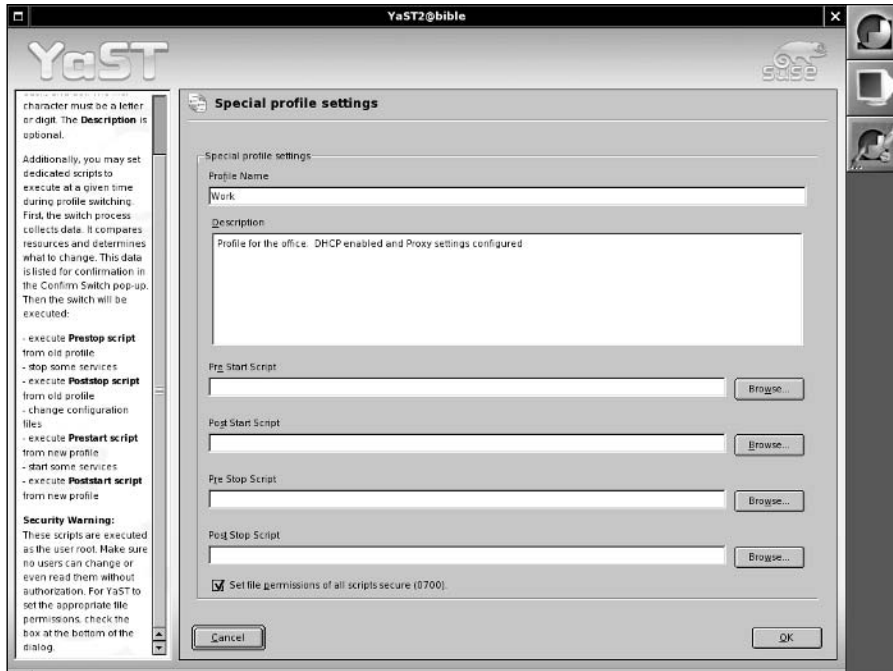 YaST2@bible
YaST
suse
character must be a letter
or digit. The Description is
optional.
Additionally, you may set
dedicated scripts to
execute at a given time
during profile switching.
First, the switch process
collects data. It compares
resources and determines
what to change. This data
is listed for confirmation in
the Confirm Switch pop-up.
Then the switch will be
executed:
- execute Prestop script
from old profile
- stop some services
- execute Poststop script
from old profile
- change configuration
files
- execute Prestart script
from new profile
- start some services
- execute Poststart script
from new profile
Security Warning:
These scripts are executed
as the user root. Make sure
no users can change or
even read them without
authorization. For YaST to
set the appropriate file
permissions, check the
box at the bottom of the
dialog.
Special profile settings
Special profile settings
Profile Name
Work
Description
Profile for the office. DHCP enabled and Proxy settings configured
Pre Start Script
Browse...
Post Start Script
Browse...
Pre Stop Script
Browse...
Post Stop Script
Browse...
Set file permissions of all scripts secure (0700).
Cancel
OK